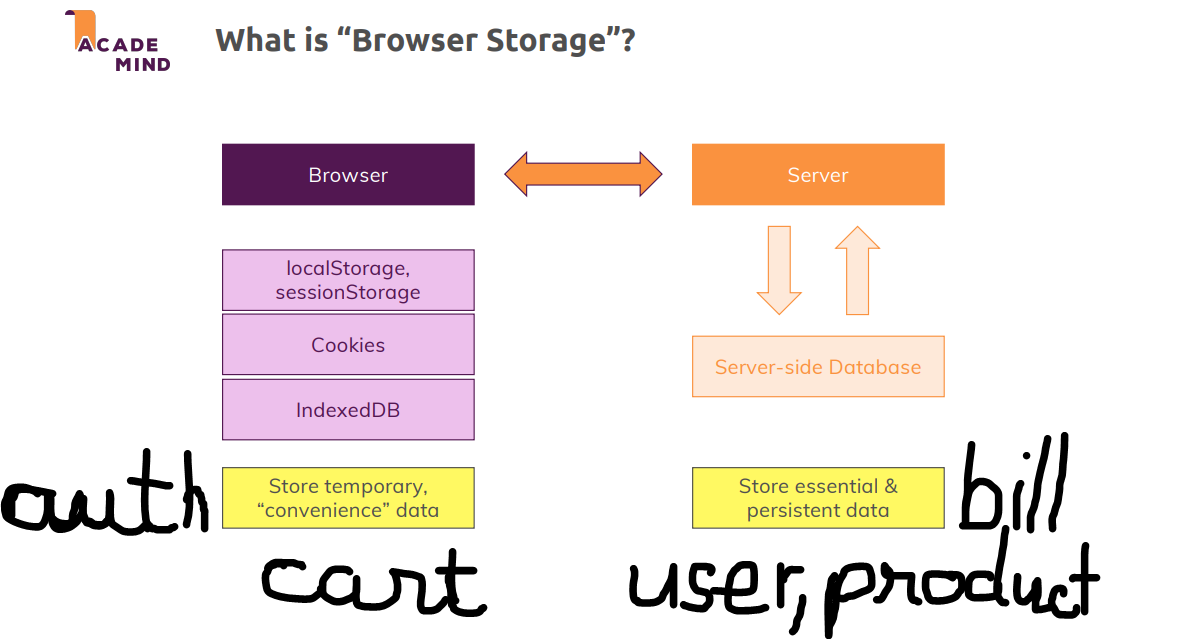 ACADE
MIND
What is “Browser Storage”?
Browser
Server
localStorage,
sessionStorage
Cookies
IndexedDB
Server-side Database
auth
Store temporary,
“convenience” data
cart
Store essential &
persistent data
bill
user, product